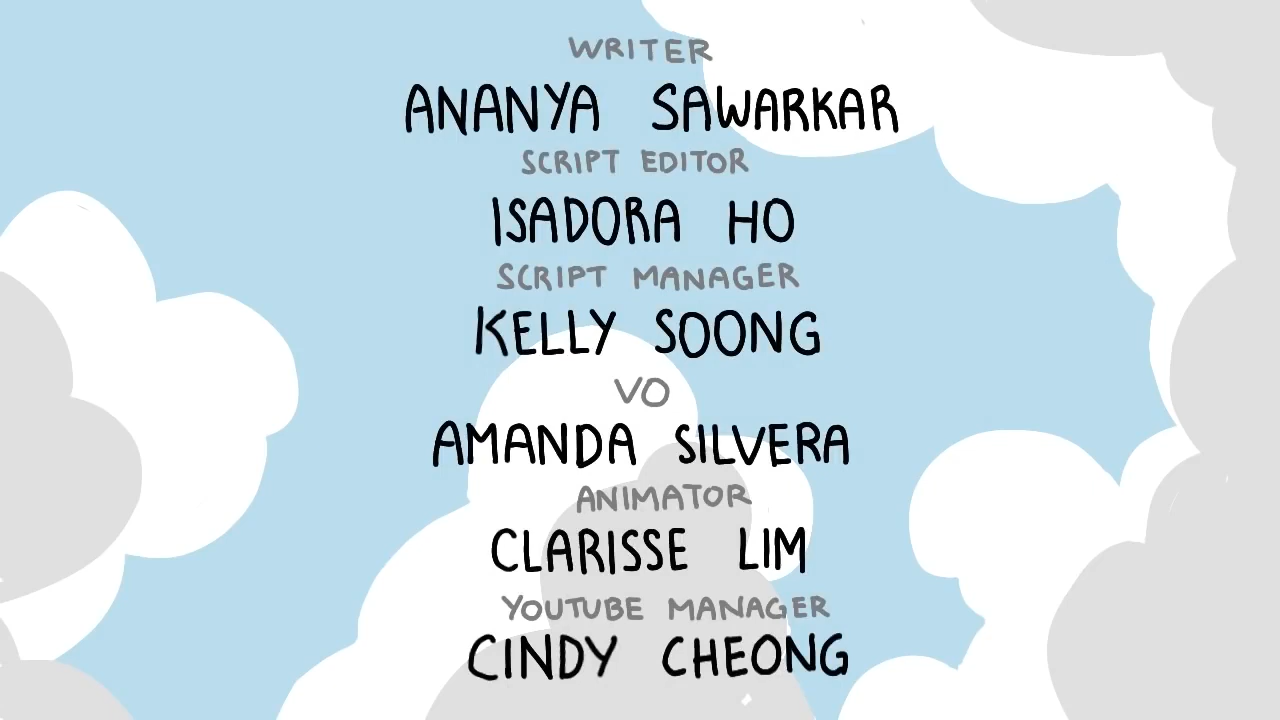 WRITER
ANANYA SAWARKAR
SCRIPT EDITOR
ISADORA HO
SCRIPT MANAGER
KELLY SOONG
VO
AMANDA SILVERA
ANIMATOR
CLARISSE LIM
YOUTUBE MANAGER
CINDY CHEONG